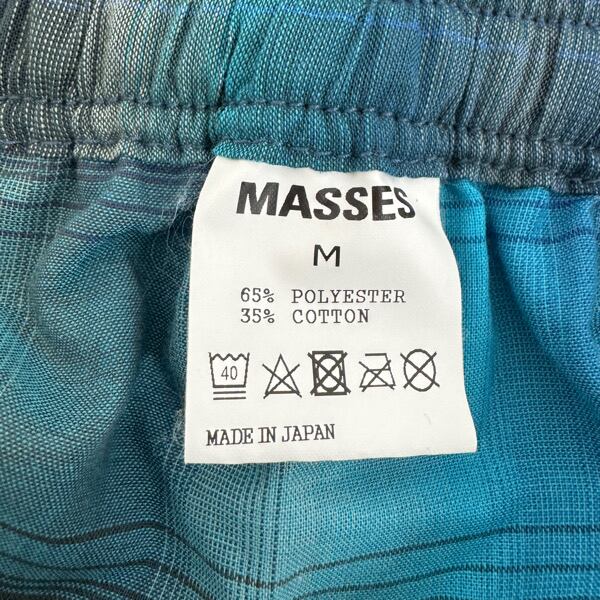 MASSES
M
65% POLYESTER
35% COTTON
40
MADE IN JAPAN